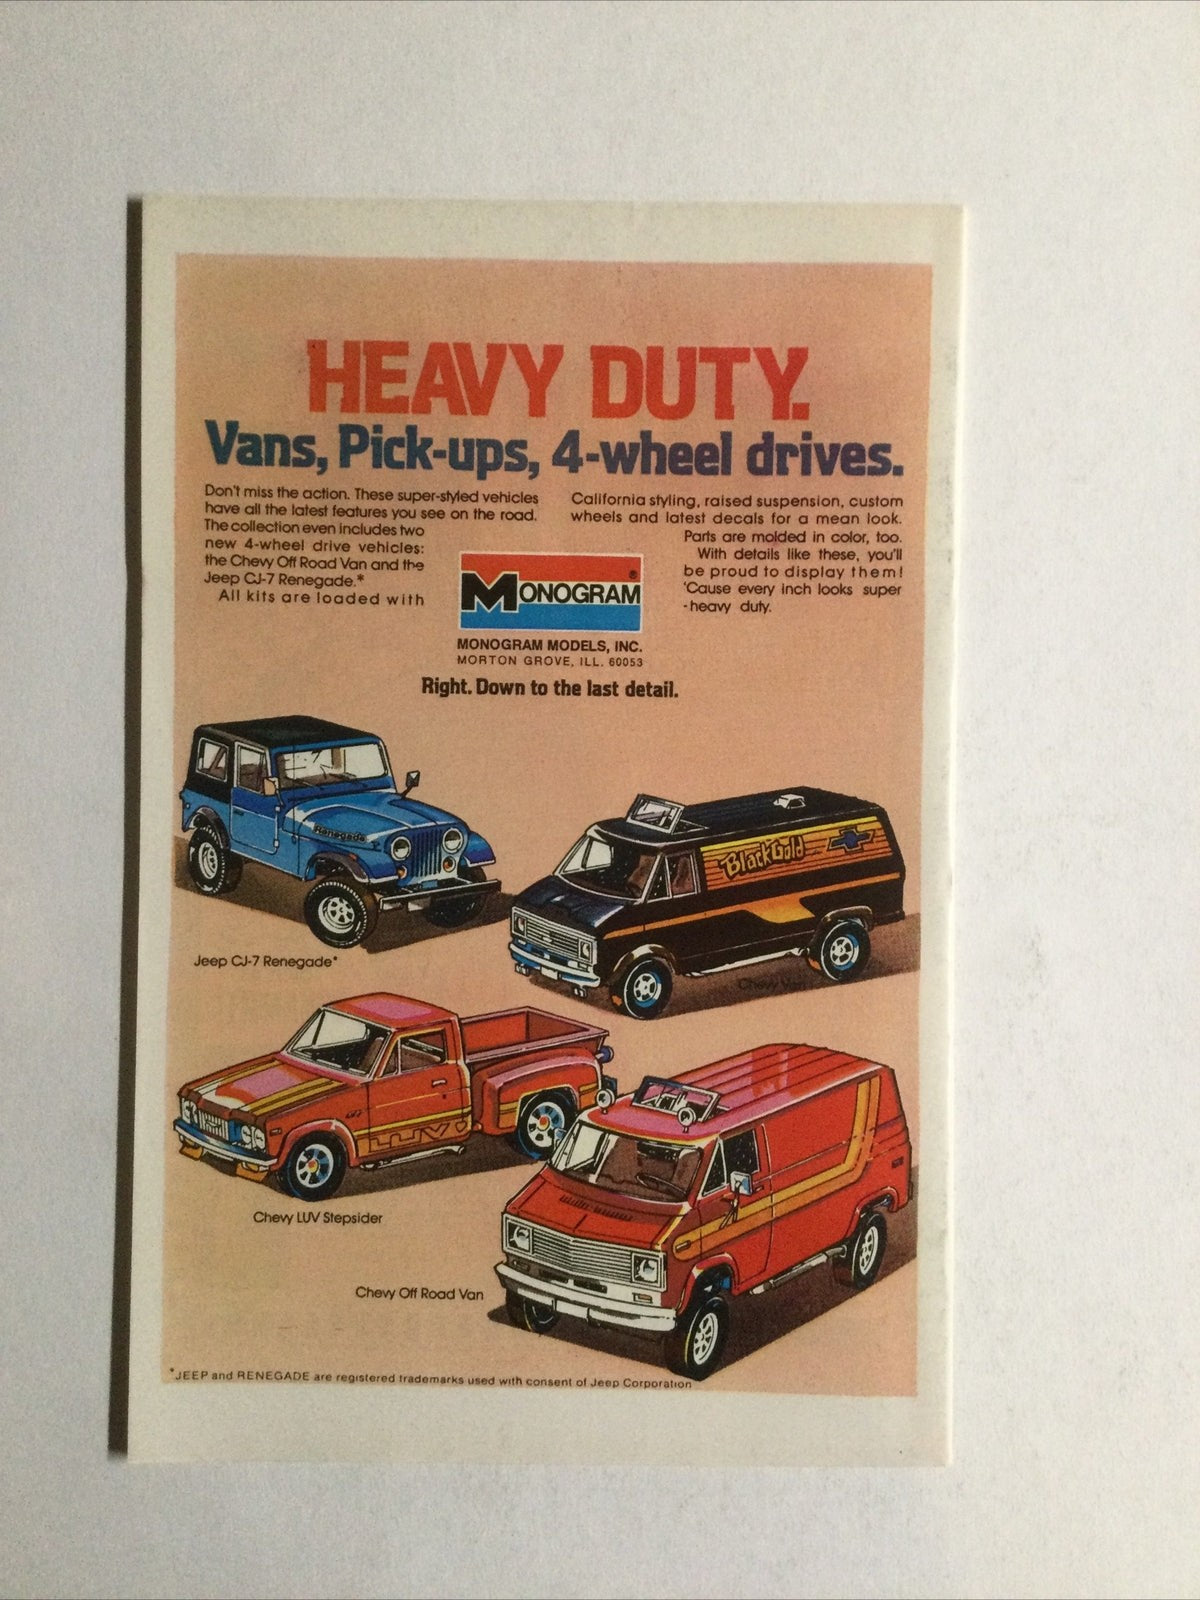 HEAVY DUTY.
Vans, Pick-ups, 4-wheel drives.
Don't miss the action. These super-styled vehicles
have all the latest features you see on the road.
The collection even includes two
new 4-wheel drive vehicles:
the Chevy Off Road Van and the
Jeep CJ-7 Renegade.*
All kits are loaded with
California styling, raised suspension, custom
wheels and latest decals for a mean look.
Parts are molded in color, too.
With details like these, you'll
be proud to display them!
'Cause every inch looks super
-heavy duty.
MONOGRAM®
MONOGRAM MODELS, INC.
MORTON GROVE, ILL. 60053
Right. Down to the last detail.
Renegade
Jeep CJ-7 Renegade*
BlackGold
Chevy Van
LUV
Chevy LUV Stepsider
Chevy Off Road Van
*JEEP and RENEGADE are registered trademarks used with consent of Jeep Corporation